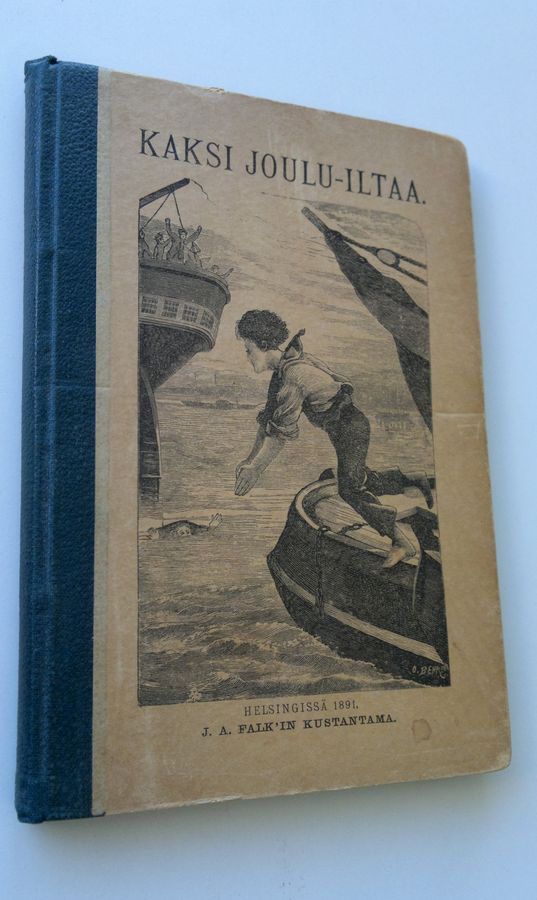 KAKSI JOULU-ILTAA.
HELSINGISSÄ 1891,
J. A. FALK'IN KUSTANTAMA.